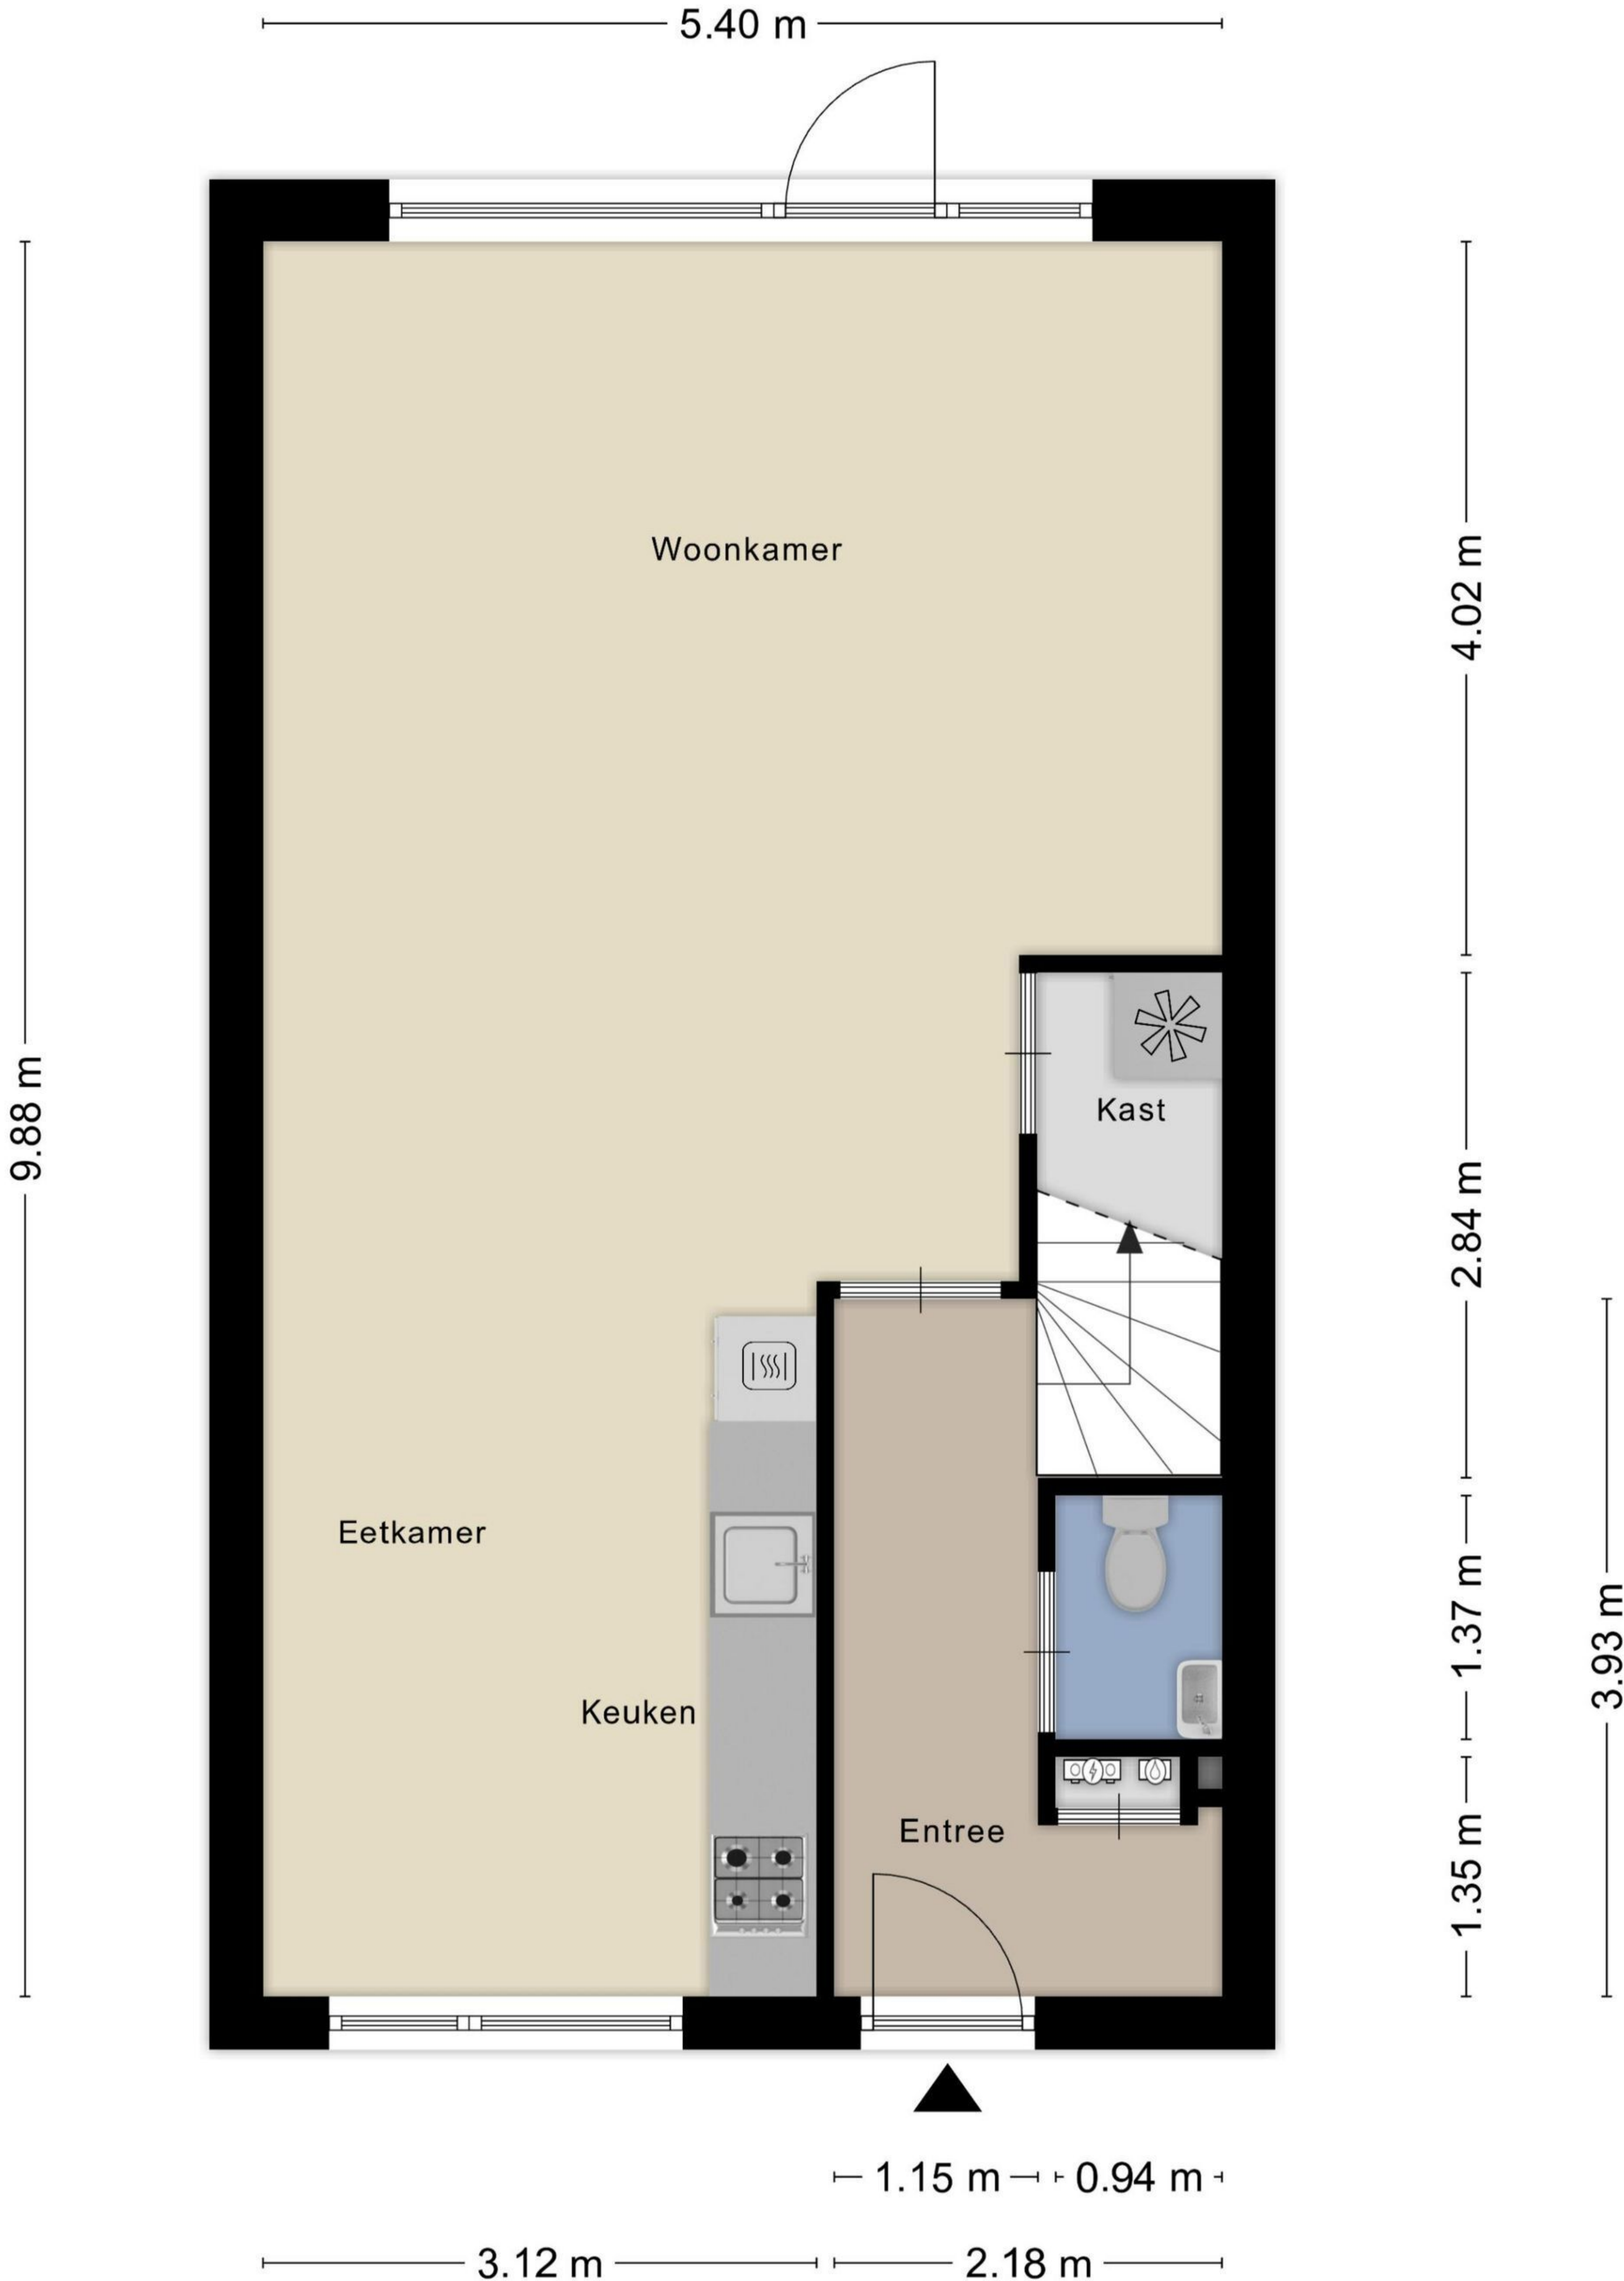 5.40 m
Woonkamer
4.02 m
9.88 m
Kast
2.84 m
Eetkamer
1.37 m
3.93 m
Keuken
Entree
1.35 m
1.15 m
0.94 m
3.12 m
2.18 m